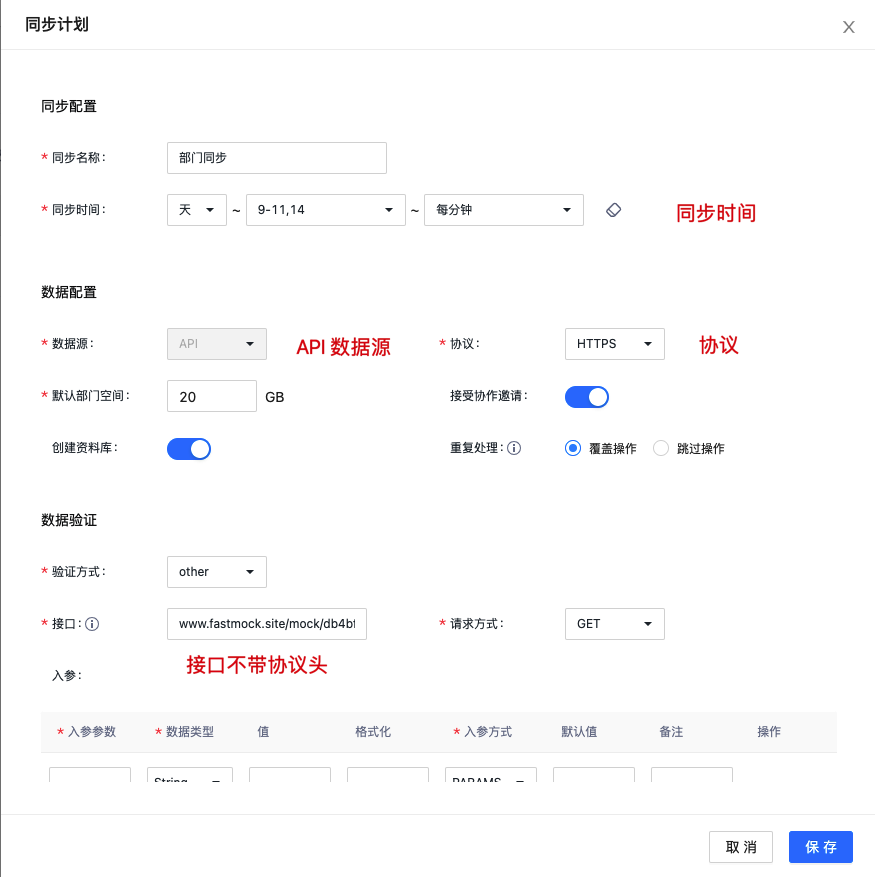 同步计划 X
同步配置
* 同步名称: 部门同步
* 同步时间: 天 ~ 9-11,14 ~ 每分钟 同步时间
数据配置
* 数据源: API API 数据源 * 协议: HTTPS 协议
* 默认部门空间: 20 GB 接受协作邀请:
创建资料库: 重复处理: 覆盖操作 跳过操作
数据验证
* 验证方式: other
* 接口: www.fastmock.site/mock/db4bf * 请求方式: GET
接口不带协议头
入参:
* 入参参数 * 数据类型 值 格式化 * 入参方式 默认值 备注 操作
String PARAMS
取 消 保 存